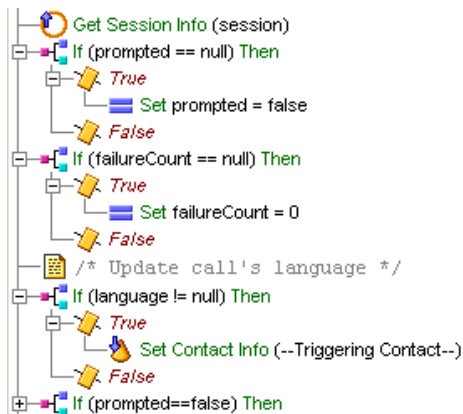 Get Session Info (session)
If (prompted == null) Then
True
Set prompted = false
False
If (failureCount == null) Then
True
Set failureCount = 0
False
/* Update call's language */
If (language != null) Then
True
Set Contact Info (--Triggering Contact--)
False
If (prompted==false) Then